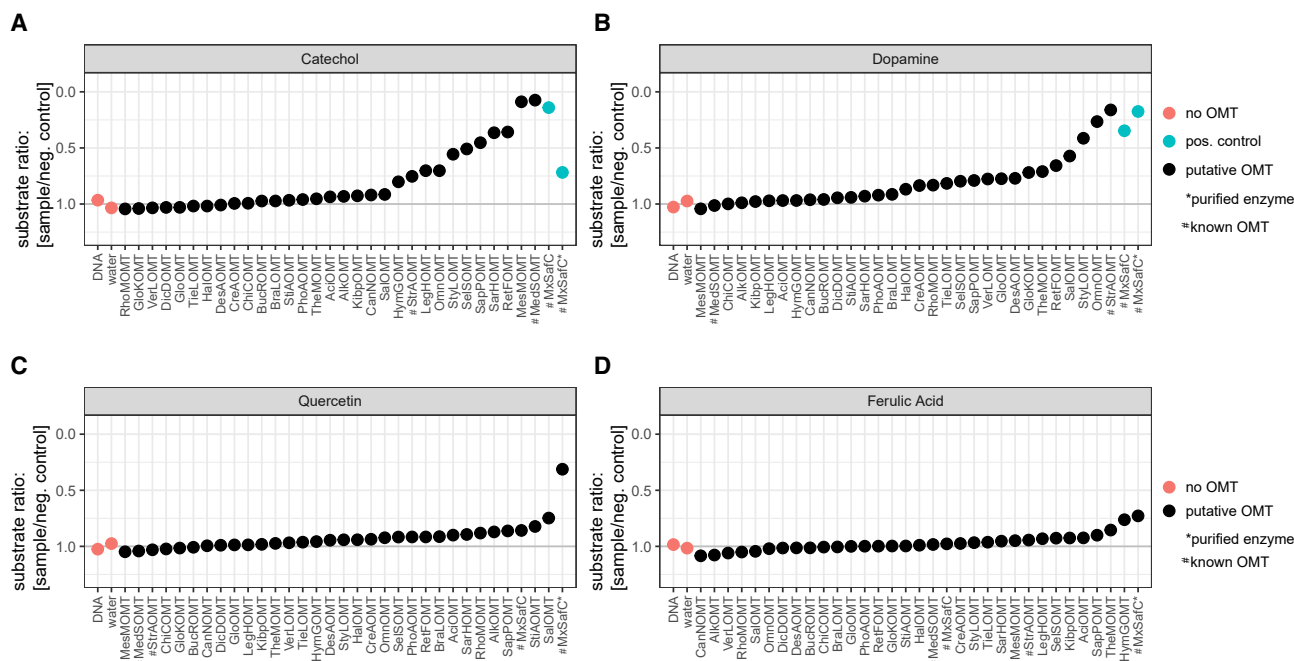 A
Catechol
substrate ratio:
[sample/neg. control]
0.0
0.5
1.0
DNA
water
RhoMOMT
GloKOMT
VerLOMT
DicDOMT
GloOMT
TieLOMT
HalOMT
DesAOMT
CreAOMT
ChiCOMT
BucROMT
BraLOMT
StiAOMT
PhoAOMT
TheMOMT
AciOMT
AlkOMT
KibpOMT
CanNOMT
SalOMT
HymGOMT
#StrAOMT
LegHOMT
OmnOMT
StyLOMT
SelSOMT
SapPOMT
SarHOMT
RetFOMT
MesMOMT
#MedSOMT
#MxSafC
#MxSafC*
B
Dopamine
substrate ratio:
[sample/neg. control]
0.0
0.5
1.0
DNA
water
MesMOMT
#MedSOMT
ChiCOMT
AlkOMT
KibpOMT
LegHOMT
AciOMT
HymGOMT
CanNOMT
BucROMT
DicDOMT
StiAOMT
SarHOMT
PhoAOMT
BraLOMT
HalOMT
CreAOMT
RhoMOMT
TieLOMT
SelSOMT
SapPOMT
VerLOMT
GloOMT
DesAOMT
GloKOMT
TheMOMT
RetFOMT
SalOMT
StyLOMT
OmnOMT
#StrAOMT
#MxSafC
#MxSafC*
no OMT
pos. control
putative OMT
*purified enzyme
#known OMT
C
Quercetin
substrate ratio:
[sample/neg. control]
0.0
0.5
1.0
DNA
water
MesMOMT
MedSOMT
#StrAOMT
ChiCOMT
GloKOMT
BucROMT
CanNOMT
DicDOMT
GloOMT
LegHOMT
KibpOMT
TheMOMT
VerLOMT
TieLOMT
HymGOMT
DesAOMT
StyLOMT
HalOMT
CreAOMT
OmnOMT
SelSOMT
PhoAOMT
RetFOMT
BraLOMT
AciOMT
SarHOMT
RhoMOMT
AlkOMT
SapPOMT
#MxSafC
StiAOMT
SalOMT
#MxSafC*
D
Ferulic Acid
substrate ratio:
[sample/neg. control]
0.0
0.5
1.0
DNA
water
CanNOMT
AlkOMT
VerLOMT
RhoMOMT
SalOMT
OmnOMT
DicDOMT
DesAOMT
BucROMT
ChiCOMT
BraLOMT
GloOMT
GloKOMT
PhoAOMT
RetFOMT
StiAOMT
HalOMT
MedSOMT
#MxSafC
CreAOMT
StyLOMT
TieLOMT
SarHOMT
MesMOMT
#StrAOMT
LegHOMT
SelSOMT
KibpOMT
AciOMT
SapPOMT
TheMOMT
HymGOMT
#MxSafC*
no OMT
putative OMT
*purified enzyme
#known OMT